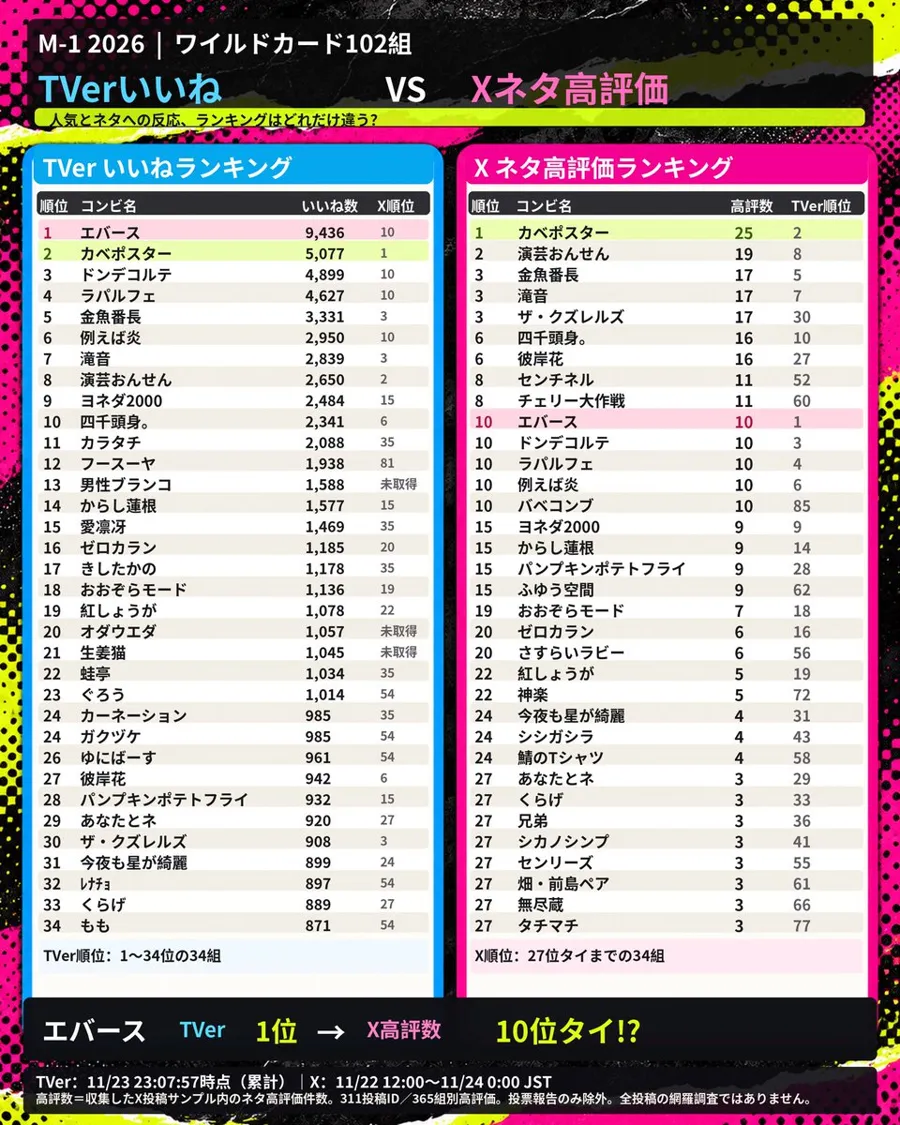 M-1 2026｜ワイルドカード102組
TVerいいね VS Xネタ高評価
人気とネタへの反応、ランキングはどれだけ違う?
TVer いいねランキング
順位 コンビ名 いいね数 X順位
1 エバース 9,436 10
2 カベポスター 5,077 1
3 ドンデコルテ 4,899 10
4 ラパルフェ 4,627 10
5 金魚番長 3,331 3
6 例えば炎 2,950 10
7 滝音 2,839 3
8 演芸おんせん 2,650 2
9 ヨネダ2000 2,484 15
10 四千頭身。 2,341 6
11 カラタチ 2,088 35
12 フースーヤ 1,938 81
13 男性ブランコ 1,588 未取得
14 からし蓮根 1,577 15
15 愛凛冴 1,469 35
16 ゼロカラン 1,185 20
17 きしたかの 1,178 35
18 おおぞらモード 1,136 19
19 紅しょうが 1,078 22
20 オダウエダ 1,057 未取得
21 生姜猫 1,045 未取得
22 蛙亭 1,034 35
23 ぐろう 1,014 54
24 カーネーション 985 35
24 ガクヅケ 985 54
26 ゆにばーす 961 54
27 彼岸花 942 6
28 パンプキンポテトフライ 932 15
29 あなたとネ 920 27
30 ザ・クズレルズ 908 3
31 今夜も星が綺麗 899 24
32 ﾚﾅﾁｮ 897 54
33 くらげ 889 27
34 もも 871 54
TVer順位：1〜34位の34組
X ネタ高評価ランキング
順位 コンビ名 高評数 TVer順位
1 カベポスター 25 2
2 演芸おんせん 19 8
3 金魚番長 17 5
3 滝音 17 7
3 ザ・クズレルズ 17 30
6 四千頭身。 16 10
6 彼岸花 16 27
8 センチネル 11 52
8 チェリー大作戦 11 60
10 エバース 10 1
10 ドンデコルテ 10 3
10 ラパルフェ 10 4
10 例えば炎 10 6
10 バベコンブ 10 85
15 ヨネダ2000 9 9
15 からし蓮根 9 14
15 パンプキンポテトフライ 9 28
15 ふゆう空間 9 62
19 おおぞらモード 7 18
20 ゼロカラン 6 16
20 さすらいラビー 6 56
22 紅しょうが 5 19
22 神楽 5 72
24 今夜も星が綺麗 4 31
24 シシガシラ 4 43
24 鯖のTシャツ 4 58
27 あなたとネ 3 29
27 くらげ 3 33
27 兄弟 3 36
27 シカノシンプ 3 41
27 センリーズ 3 55
27 畑・前島ペア 3 61
27 無尽蔵 3 66
27 タチマチ 3 77
X順位：27位タイまでの34組
エバース TVer 1位 → X高評数 10位タイ!?
TVer：11/23 23:07:57時点（累計）｜X：11/22 12:00〜11/24 0:00 JST
高評数＝収集したX投稿サンプル内のネタ高評価件数。311投稿ID／365組別高評価。投票報告のみ除外。全投稿の網羅調査ではありません。